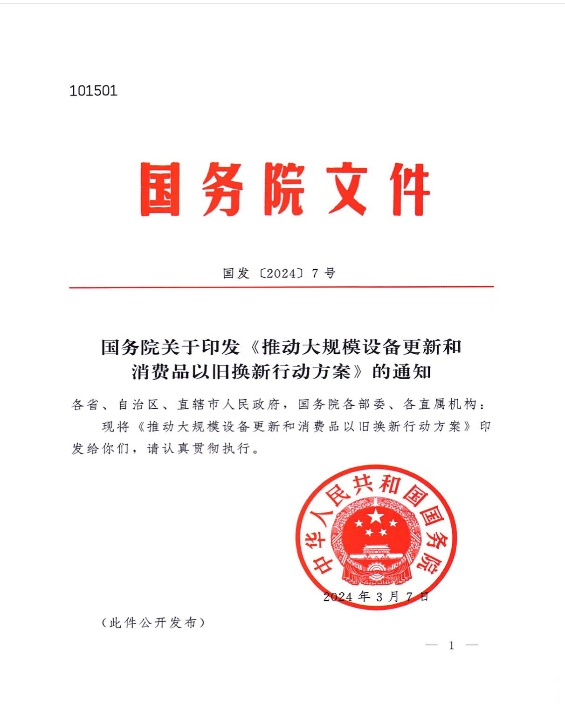 101501
国务院文件
国发〔2024〕7号
国务院关于印发《推动大规模设备更新和
消费品以旧换新行动方案》的通知
各省、自治区、直辖市人民政府，国务院各部委、各直属机构：
现将《推动大规模设备更新和消费品以旧换新行动方案》印
发给你们，请认真贯彻执行。
中华人民共和国国务院
2024年3月7日
（此件公开发布）
— 1 —